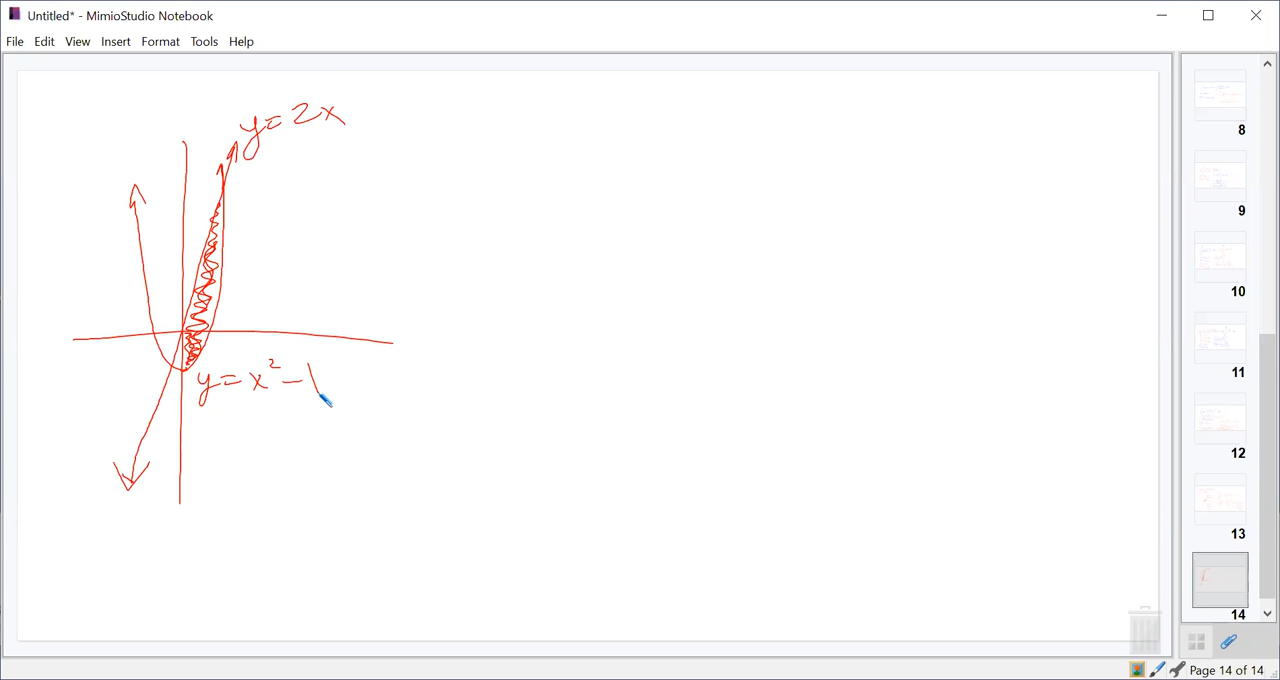 Untitled* - MimioStudio Notebook
File Edit View Insert Format Tools Help
y=2x
y=x²-1
8
9
10
11
12
13
14
Page 14 of 14